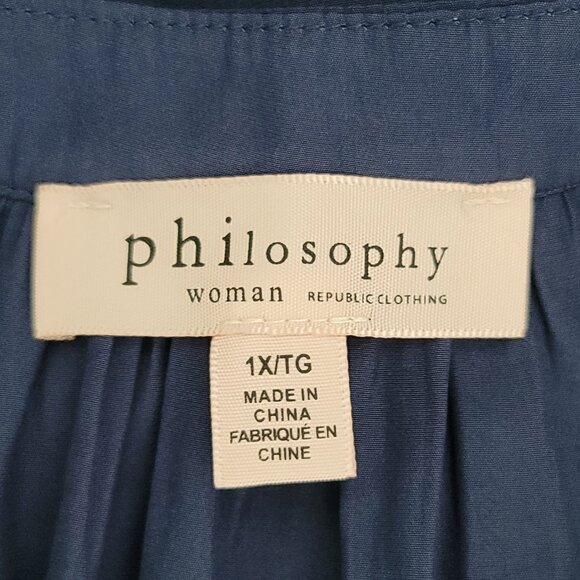 philosophy
woman REPUBLIC CLOTHING
1X/TG
MADE IN
CHINA
FABRIQUÉ EN
CHINE